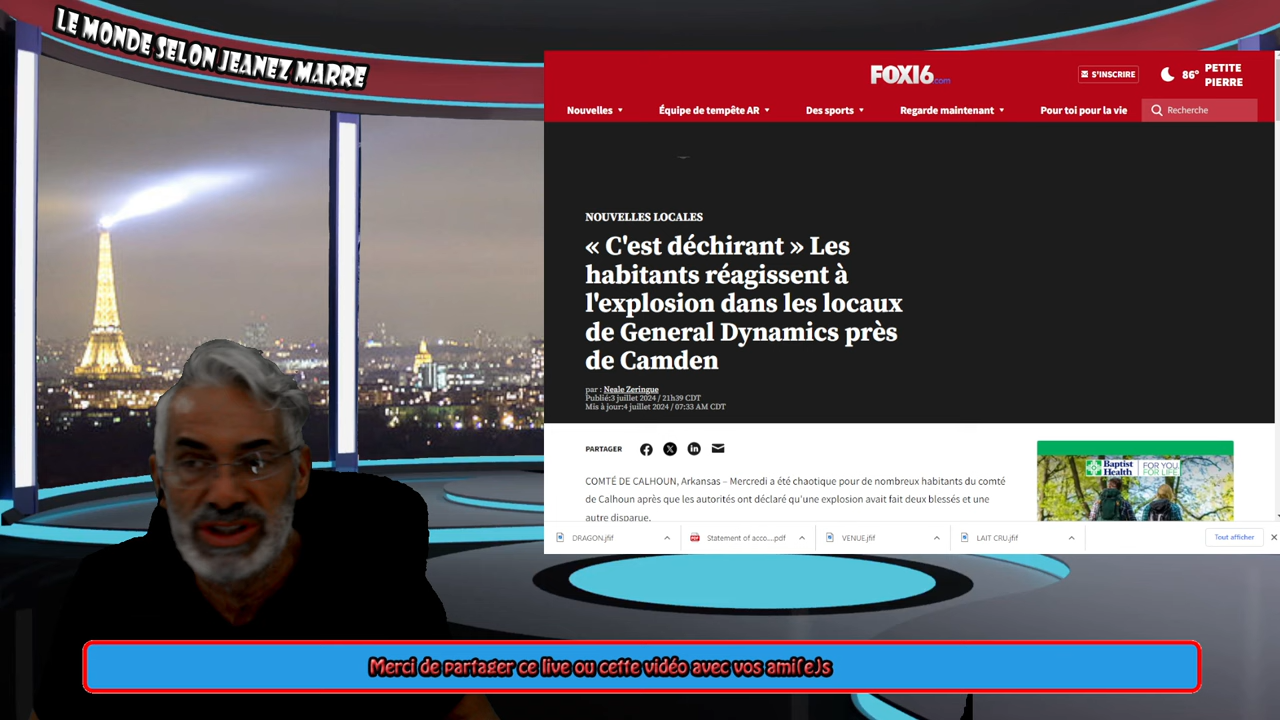 LE MONDE SELON JEANEZ MARRE
FOX16.com
S'INSCRIRE
86°
PETITE
PIERRE
Nouvelles
Équipe de tempête AR
Des sports
Regarde maintenant
Pour toi pour la vie
Recherche
NOUVELLES LOCALES
« C'est déchirant » Les
habitants réagissent à
l'explosion dans les locaux
de General Dynamics près
de Camden
par : Neale Zeringue
Publié:3 juillet 2024 / 21h39 CDT
Mis à jour:4 juillet 2024 / 07:33 AM CDT
PARTAGER
Baptist
Health
FOR YOU.
FOR LIFE.
COMTÉ DE CALHOUN, Arkansas – Mercredi a été chaotique pour de nombreux habitants du comté
de Calhoun après que les autorités ont déclaré qu'une explosion avait fait deux blessés et une
autre disparue.
DRAGON.jfif
Statement of acco....pdf
VENUE.jfif
LAIT CRU.jfif
Tout afficher
Merci de partager ce live ou cette vidéo avec vos ami(e)s